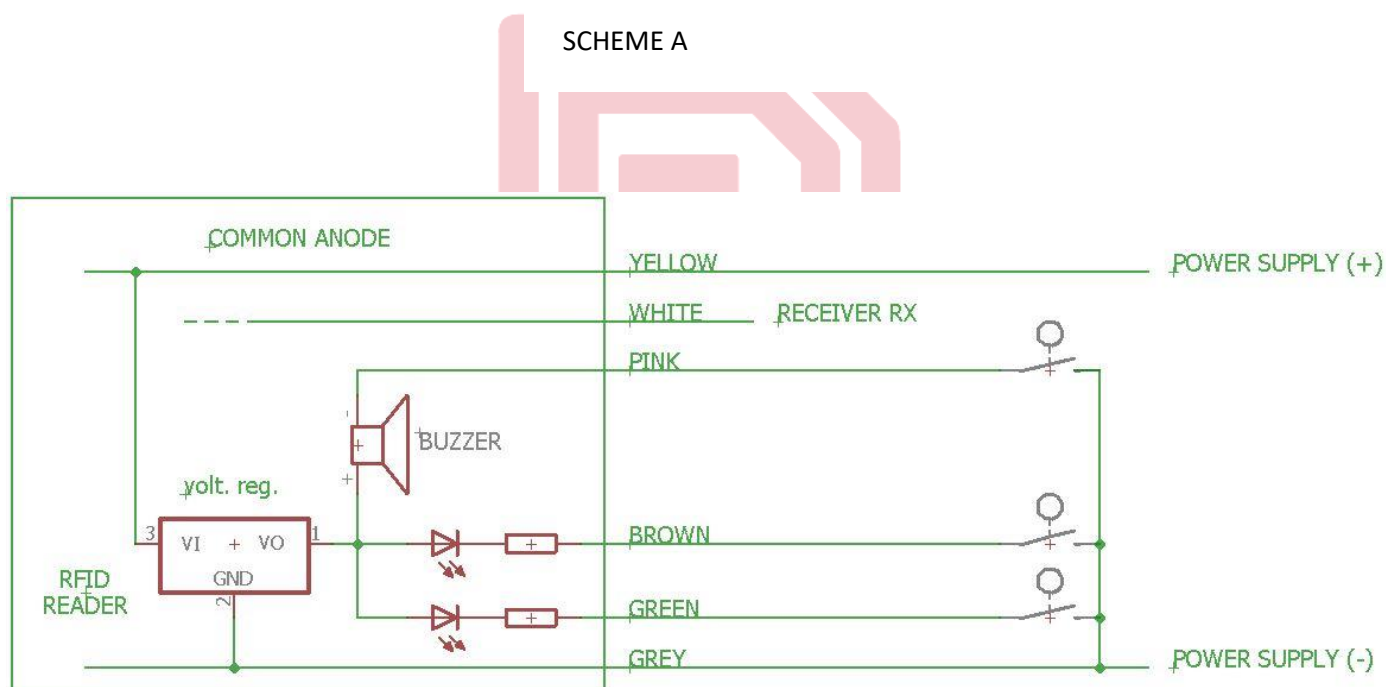 SCHEME A
COMMON ANODE
YELLOW
POWER SUPPLY (+)
WHITE
RECEIVER RX
PINK
-
BUZZER
+
volt. reg.
3
VI
VO
1
BROWN
GND
2
RFID
READER
GREEN
GREY
POWER SUPPLY (-)